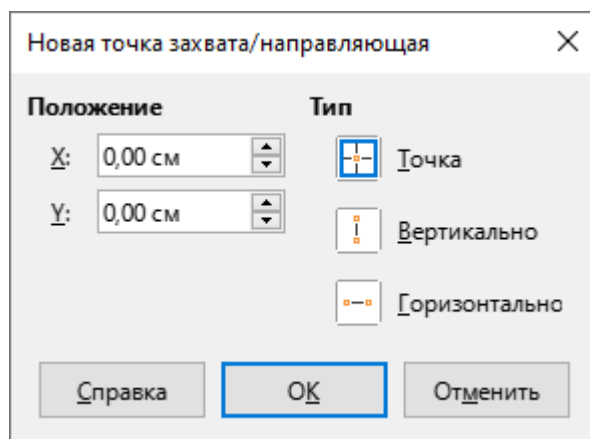 Новая точка захвата/направляющая
Положение
Тип
X: 0,00 см
Точка
Y: 0,00 см
Вертикально
Горизонтально
Справка
OK
Отменить